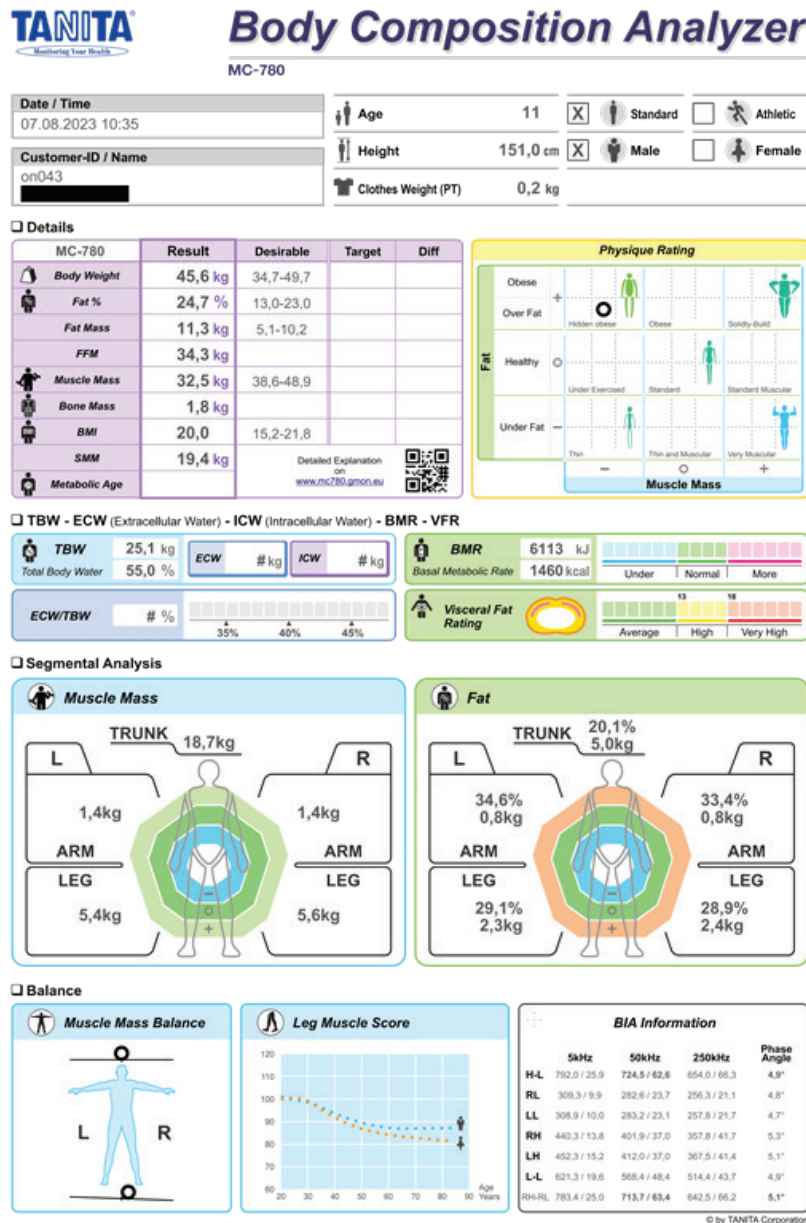 TANITA®
Monitoring Your Health
Body Composition Analyzer
MC-780
Date / Time
07.08.2023 10:35
Customer-ID / Name
on043
Age 11 X Standard Athletic
Height 151,0 cm X Male Female
Clothes Weight (PT) 0,2 kg
Details
MC-780 Result Desirable Target Diff
Body Weight 45,6 kg 34,7-49,7
Fat % 24,7 % 13,0-23,0
Fat Mass 11,3 kg 5,1-10,2
FFM 34,3 kg
Muscle Mass 32,5 kg 38,6-48,9
Bone Mass 1,8 kg
BMI 20,0 15,2-21,8
SMM 19,4 kg
Metabolic Age
Detailed Explanation
on
www.mc780.gmon.eu
Physique Rating
Fat
Obese
Over Fat +
Hidden obese Obese Solidly-Build
Healthy O
Under Exercised Standard Standard Muscular
Under Fat −
Thin Thin and Muscular Very Muscular
− O +
Muscle Mass
TBW - ECW (Extracellular Water) - ICW (Intracellular Water) - BMR - VFR
TBW 25,1 kg
Total Body Water 55,0 %
ECW # kg ICW # kg
BMR 6113 kJ
Basal Metabolic Rate 1460 kcal
Under Normal More
ECW/TBW # %
35% 40% 45%
Visceral Fat
Rating
13 18
Average High Very High
Segmental Analysis
Muscle Mass
TRUNK 18,7kg
L R
1,4kg 1,4kg
ARM ARM
LEG LEG
5,4kg 5,6kg
− O +
Fat
TRUNK 20,1%
5,0kg
L R
34,6% 33,4%
0,8kg 0,8kg
ARM ARM
LEG LEG
29,1% 28,9%
2,3kg 2,4kg
− O +
Balance
Muscle Mass Balance
L R
Leg Muscle Score
120
100
100
90
80
70
60
20 30 40 50 60 70 80 90 Age
Years
BIA Information
5kHz 50kHz 250kHz Phase Angle
H-L 792,0 / 25,9 724,5 / 62,6 654,0 / 66,3 4,9°
RL 309,3 / 9,9 282,6 / 23,7 256,3 / 21,1 4,8°
LL 308,9 / 10,0 283,2 / 23,1 257,8 / 21,7 4,7°
RH 440,3 / 13,8 401,9 / 37,0 357,8 / 41,7 5,3°
LH 452,3 / 15,2 412,0 / 37,0 367,5 / 41,4 5,1°
L-L 621,3 / 19,6 568,4 / 48,4 514,4 / 43,7 4,9°
RH-RL 783,4 / 25,0 713,7 / 63,4 642,5 / 66,2 5,1°
© by TANITA Corporation